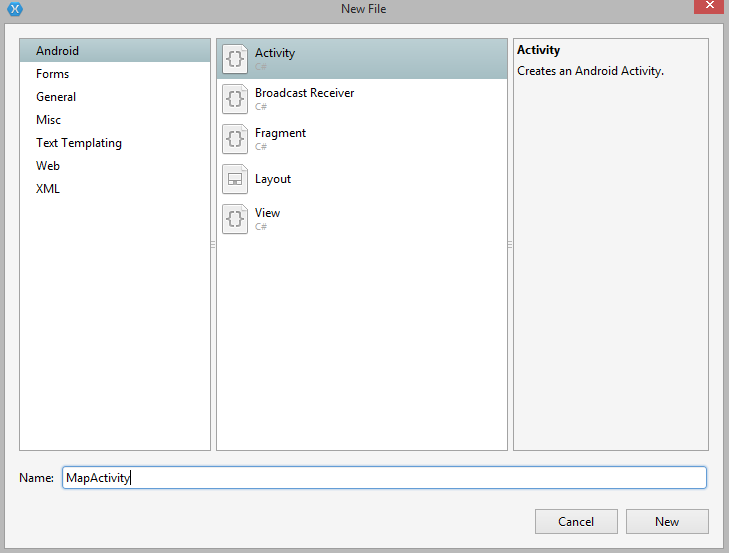 New File
Android
Forms
General
Misc
Text Templating
Web
XML
Activity
C#
Broadcast Receiver
C#
Fragment
C#
Layout
View
C#
Activity
Creates an Android Activity.
Name: MapActivity
Cancel New